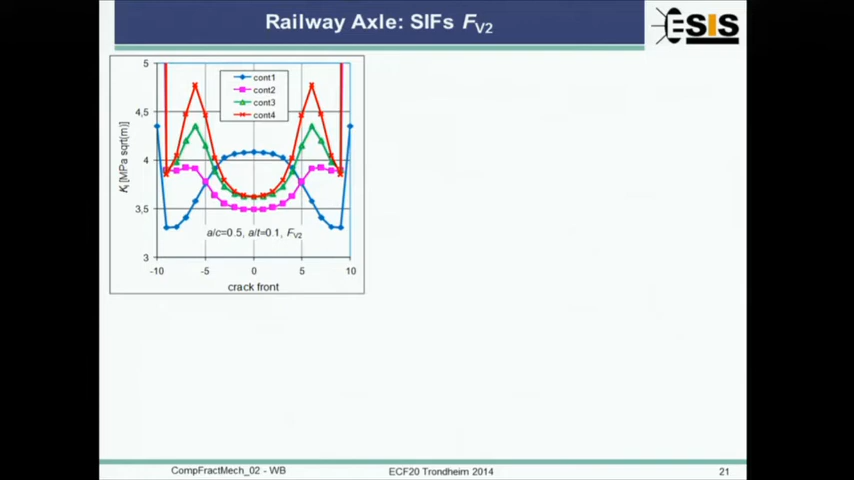 Railway Axle: SIFs FV2
ESIS
5
4,5
4
3,5
3
KI [MPa sqrt(m)]
cont1
cont2
cont3
cont4
a/c=0.5, a/t=0.1, FV2
-10 -5 0 5 10
crack front
CompFractMech_02 - WB
ECF20 Trondheim 2014
21